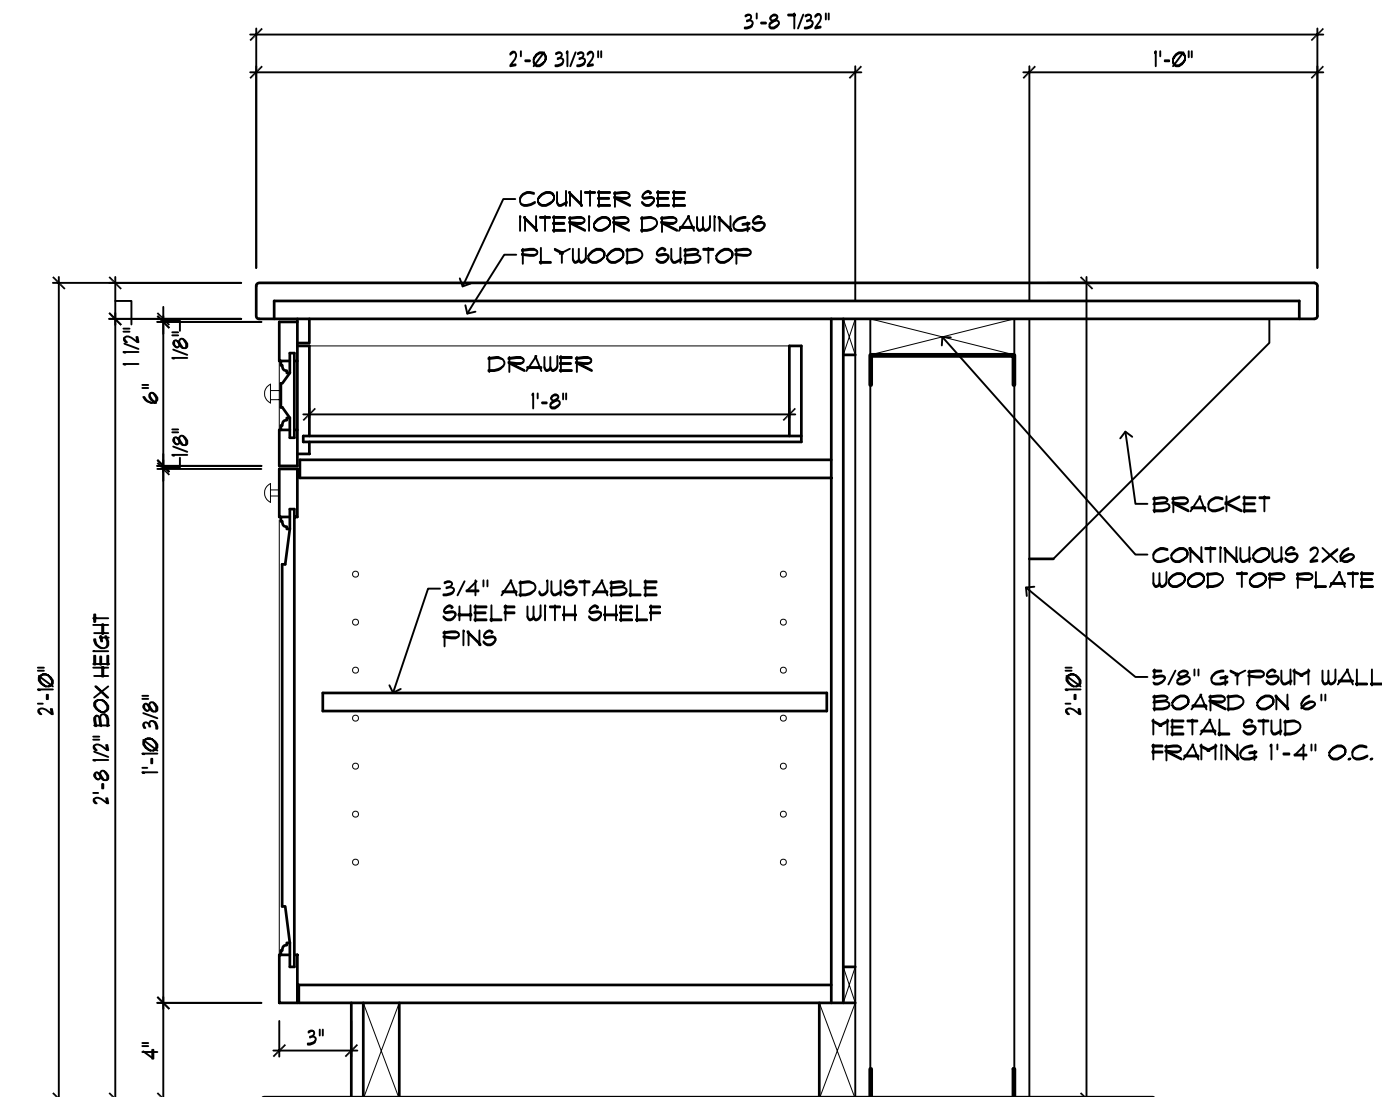 3'-8 7/32"
2'-0 31/32"
1'-0"
COUNTER SEE
INTERIOR DRAWINGS
PLYWOOD SUBTOP
1 1/2"
1/8"
DRAWER
6"
1'-8"
1/8"
BRACKET
CONTINUOUS 2X6
WOOD TOP PLATE
3/4" ADJUSTABLE
SHELF WITH SHELF
PINS
2'-10"
2'-8 1/2" BOX HEIGHT
1'-10 3/8"
2'-10"
5/8" GYPSUM WALL
BOARD ON 6"
METAL STUD
FRAMING 1'-4" O.C.
3"
4"